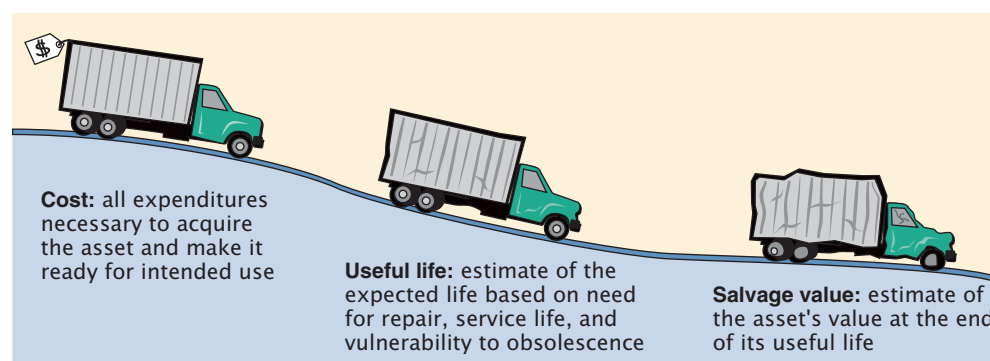 $
Cost: all expenditures
necessary to acquire
the asset and make it
ready for intended use
Useful life: estimate of the
expected life based on need
for repair, service life, and
vulnerability to obsolescence
Salvage value: estimate of
the asset's value at the end
of its useful life